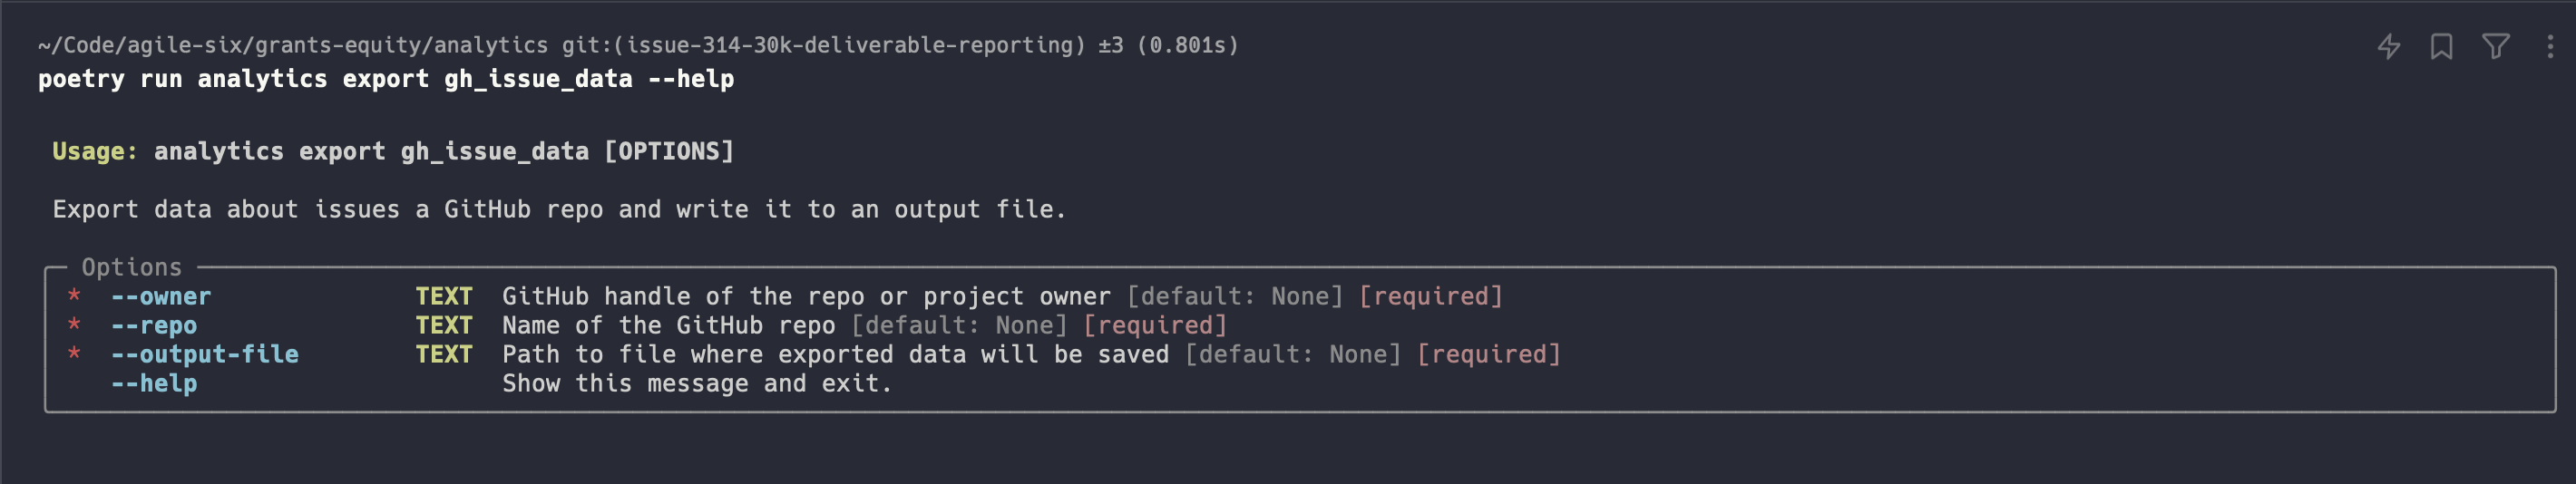 ~/Code/agile-six/grants-equity/analytics git:(issue-314-30k-deliverable-reporting) ±3 (0.801s)
poetry run analytics export gh_issue_data --help
Usage: analytics export gh_issue_data [OPTIONS]
Export data about issues a GitHub repo and write it to an output file.
Options
* --owner TEXT GitHub handle of the repo or project owner [default: None] [required]
* --repo TEXT Name of the GitHub repo [default: None] [required]
* --output-file TEXT Path to file where exported data will be saved [default: None] [required]
--help Show this message and exit.